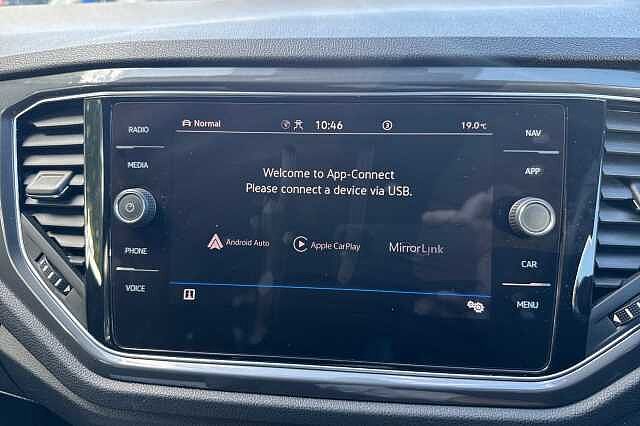 RADIO
MEDIA
PHONE
VOICE
Normal
10:46
3
19.0°C
Welcome to App-Connect
Please connect a device via USB.
Android Auto
Apple CarPlay
MirrorLink
NAV
APP
CAR
MENU